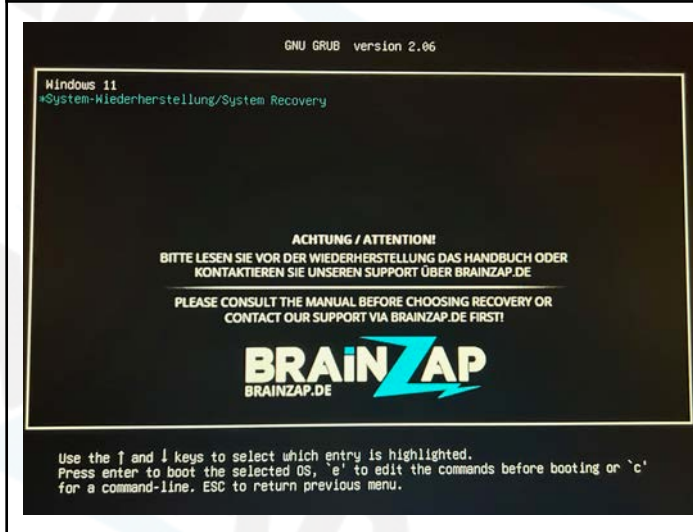 GNU GRUB version 2.06
Windows 11
*System-Wiederherstellung/System Recovery
ACHTUNG / ATTENTION!
BITTE LESEN SIE VOR DER WIEDERHERSTELLUNG DAS HANDBUCH ODER
KONTAKTIEREN SIE UNSEREN SUPPORT ÜBER BRAINZAP.DE
PLEASE CONSULT THE MANUAL BEFORE CHOOSING RECOVERY OR
CONTACT OUR SUPPORT VIA BRAINZAP.DE FIRST!
BRAiNZAP
BRAINZAP.DE
Use the ↑ and ↓ keys to select which entry is highlighted.
Press enter to boot the selected OS, `e' to edit the commands before booting or `c'
for a command-line. ESC to return previous menu.